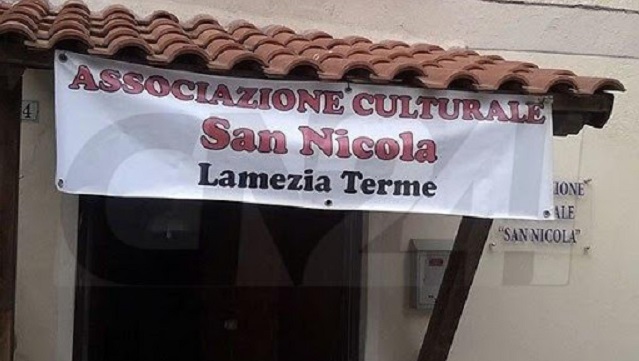 ASSOCIAZIONE CULTURALE
San Nicola
Lamezia Terme
4
"SAN NICOLA"